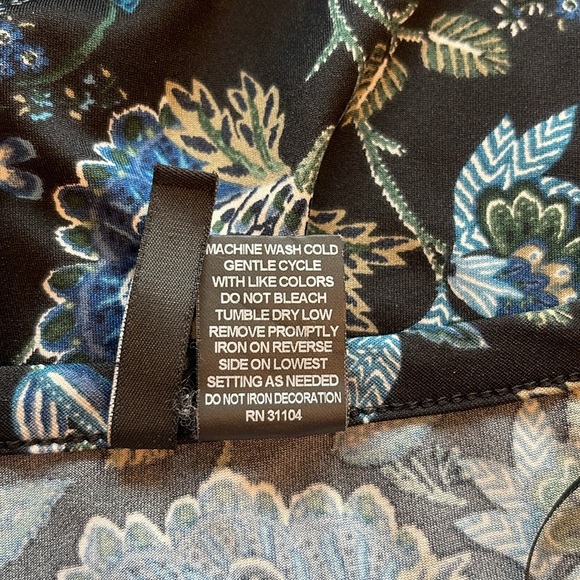 MACHINE WASH COLD
GENTLE CYCLE
WITH LIKE COLORS
DO NOT BLEACH
TUMBLE DRY LOW
REMOVE PROMPTLY
IRON ON REVERSE
SIDE ON LOWEST
SETTING AS NEEDED
DO NOT IRON DECORATION
RN 31104